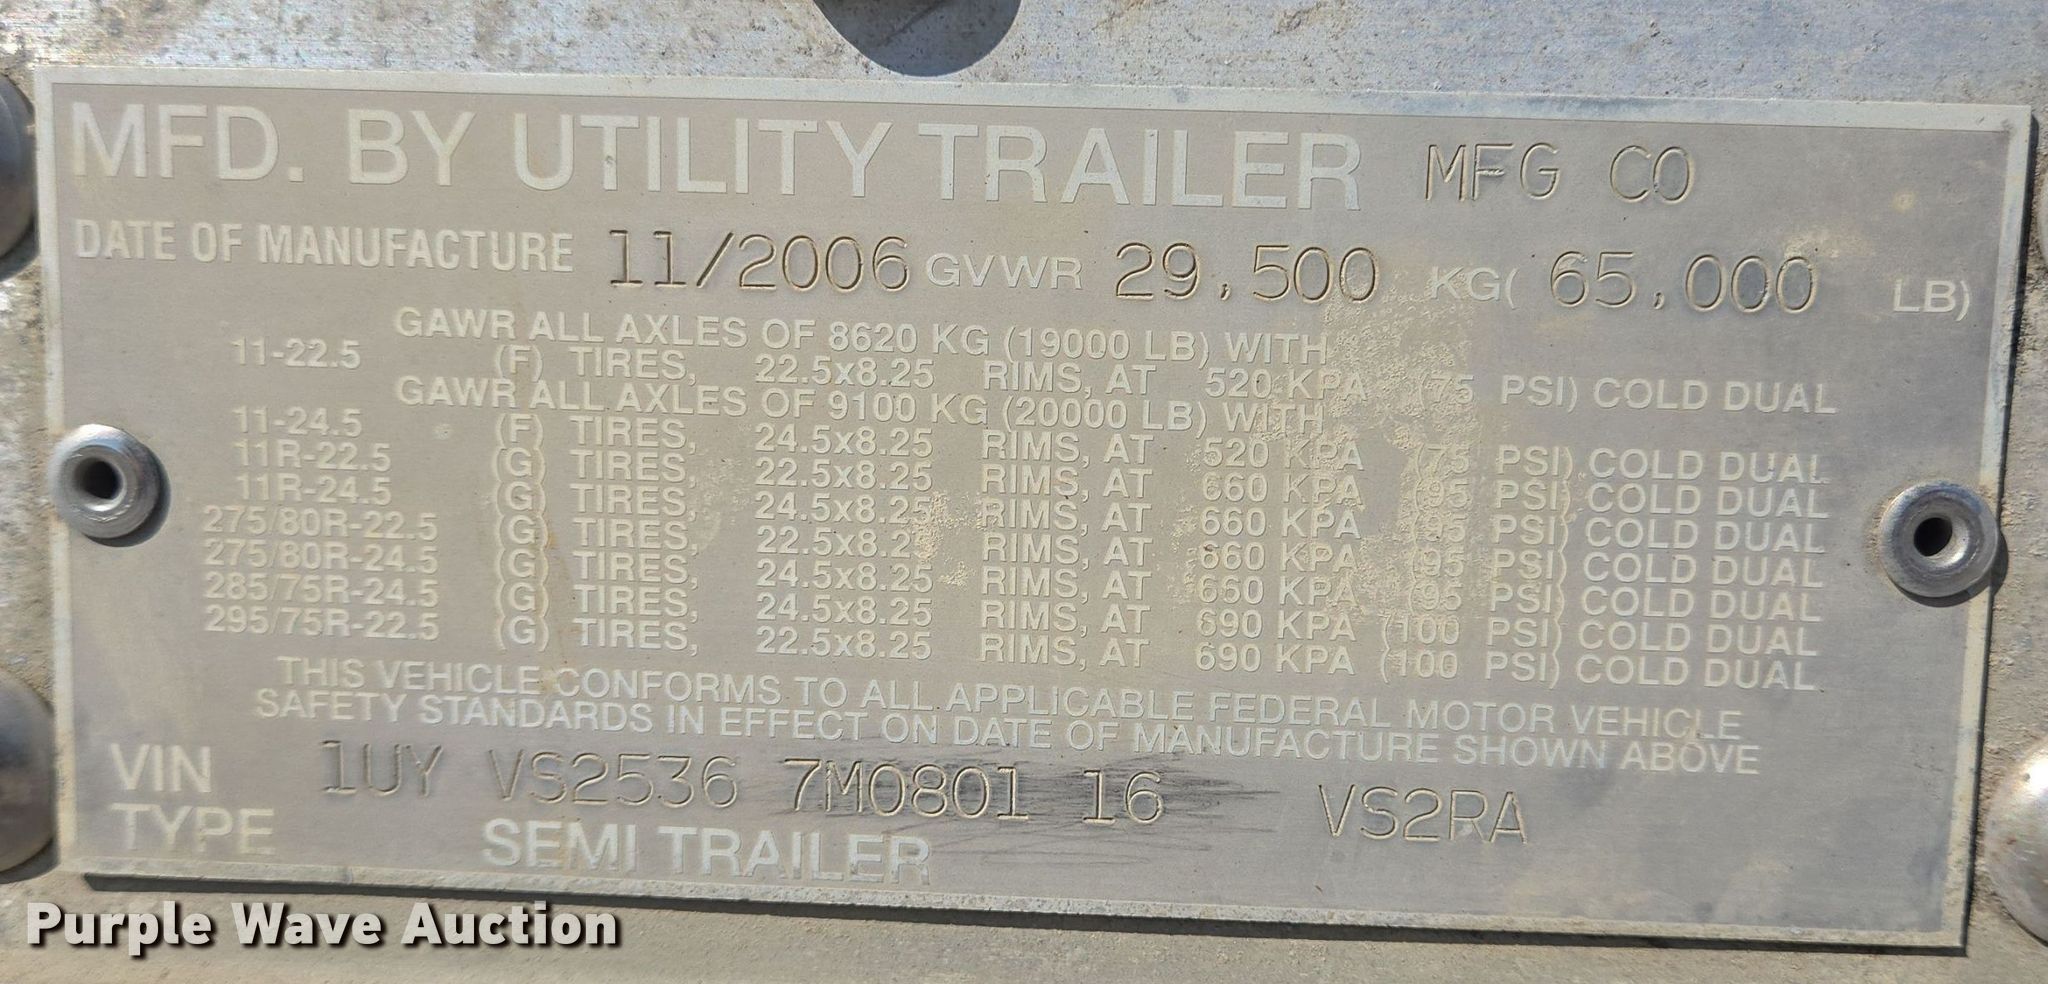 MFD. BY UTILITY TRAILER MFG CO
DATE OF MANUFACTURE 11/2006 GVWR 29,500 KG( 65,000 LB)
GAWR ALL AXLES OF 8620 KG (19000 LB) WITH
11-22.5 (F) TIRES, 22.5x8.25 RIMS, AT 520 KPA (75 PSI) COLD DUAL
GAWR ALL AXLES OF 9100 KG (20000 LB) WITH
11-24.5 (F) TIRES, 24.5x8.25 RIMS, AT 520 KPA (75 PSI) COLD DUAL
11R-22.5 (G) TIRES, 22.5x8.25 RIMS, AT 660 KPA (95 PSI) COLD DUAL
11R-24.5 (G) TIRES, 24.5x8.25 RIMS, AT 660 KPA (95 PSI) COLD DUAL
275/80R-22.5 (G) TIRES, 22.5x8.25 RIMS, AT 660 KPA (95 PSI) COLD DUAL
275/80R-24.5 (G) TIRES, 24.5x8.25 RIMS, AT 660 KPA (95 PSI) COLD DUAL
285/75R-24.5 (G) TIRES, 24.5x8.25 RIMS, AT 690 KPA (100 PSI) COLD DUAL
295/75R-22.5 (G) TIRES, 22.5x8.25 RIMS, AT 690 KPA (100 PSI) COLD DUAL
THIS VEHICLE CONFORMS TO ALL APPLICABLE FEDERAL MOTOR VEHICLE
SAFETY STANDARDS IN EFFECT ON DATE OF MANUFACTURE SHOWN ABOVE
VIN 1UY VS2536 7M0801 16 VS2RA
TYPE SEMI TRAILER
Purple Wave Auction